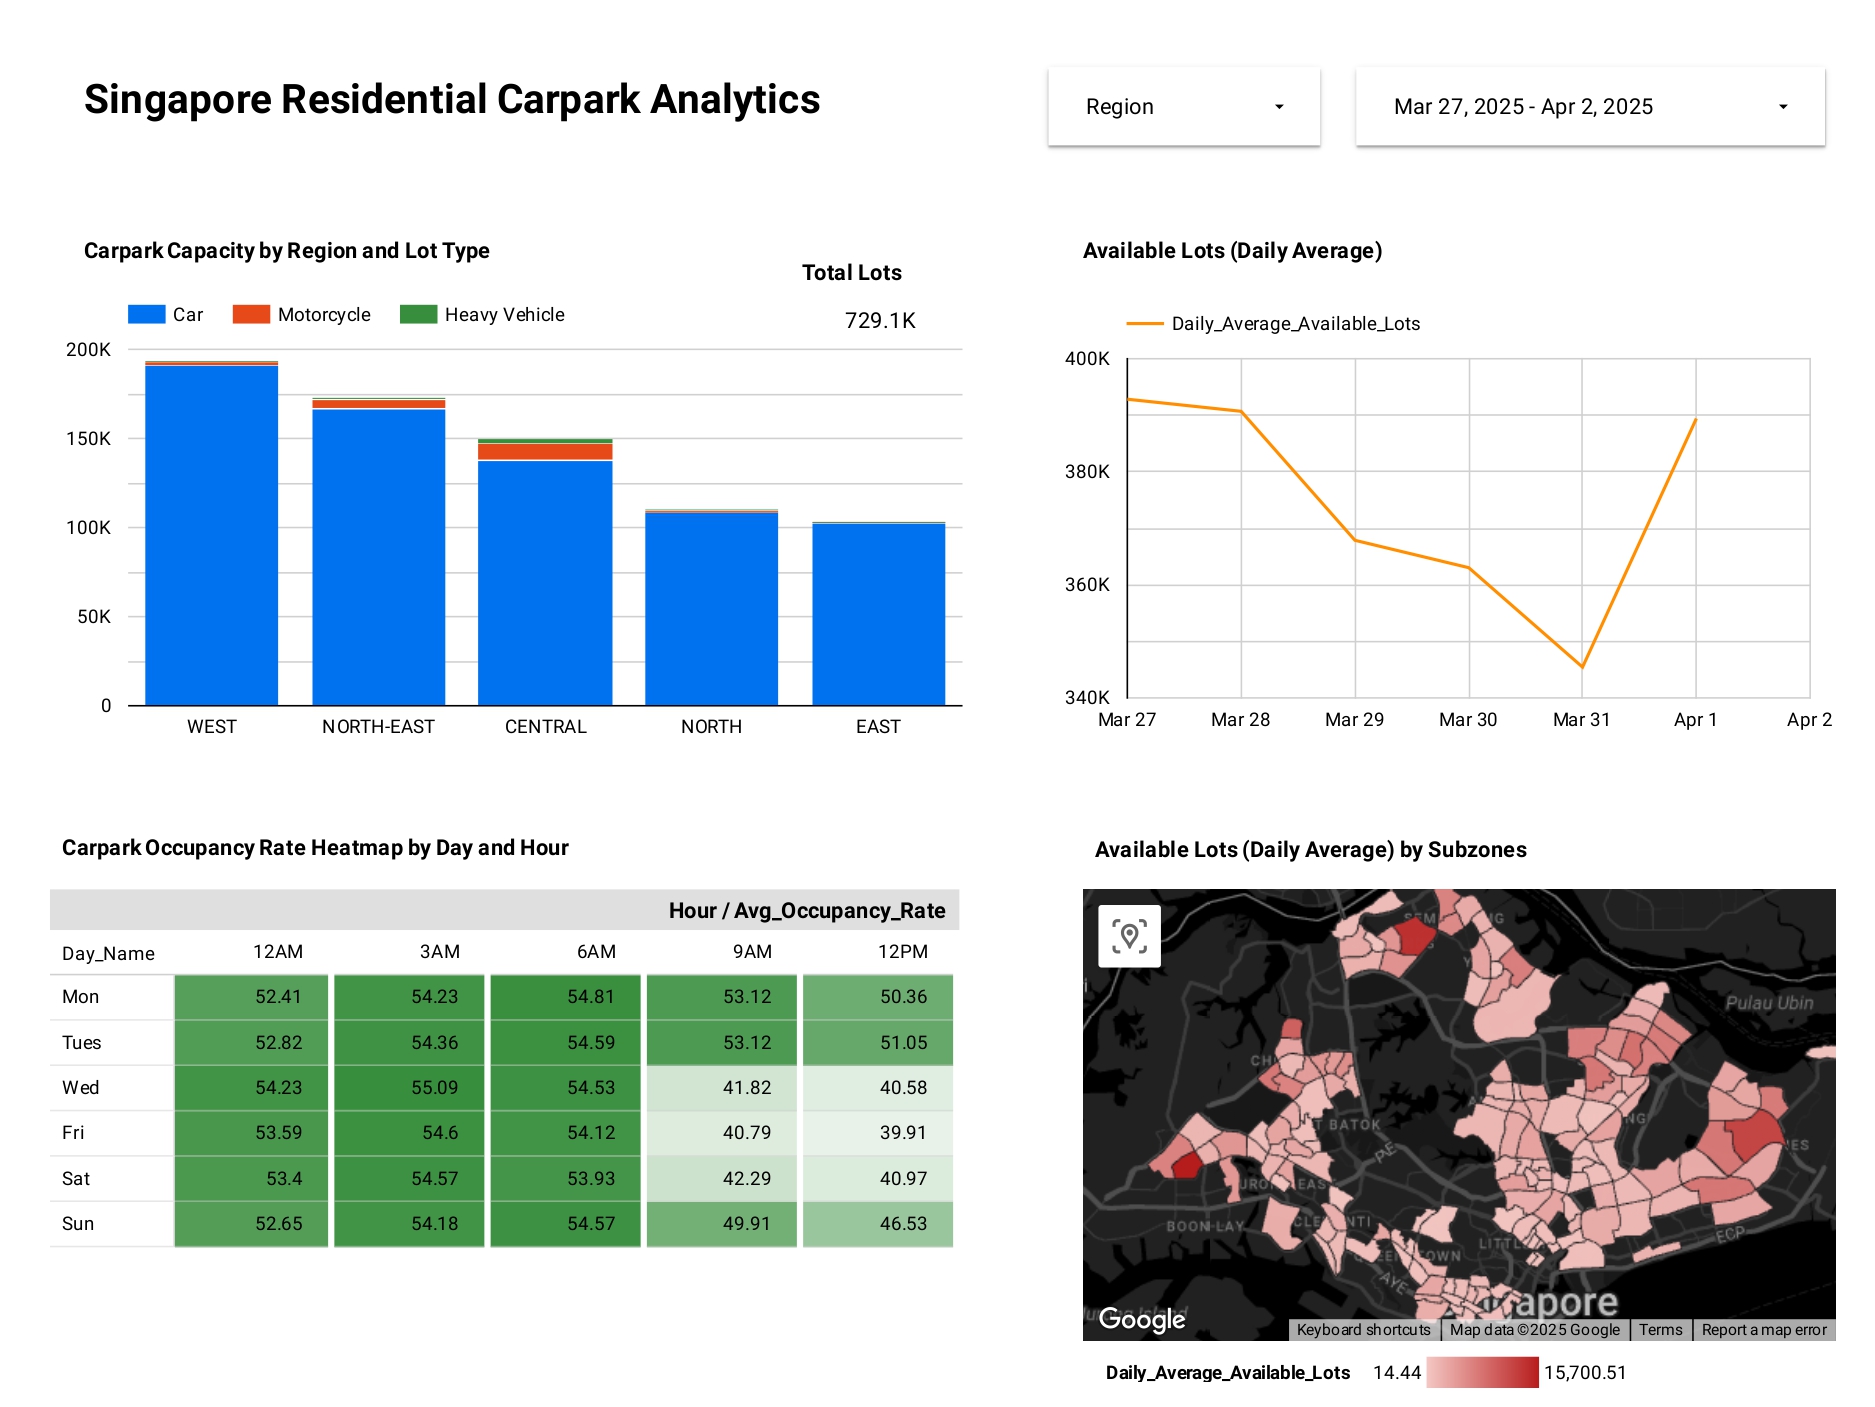 Singapore Residential Carpark Analytics
Region
Mar 27, 2025 - Apr 2, 2025
Carpark Capacity by Region and Lot Type
Total Lots
729.1K
Car Motorcycle Heavy Vehicle
200K
150K
100K
50K
0
WEST NORTH-EAST CENTRAL NORTH EAST
Available Lots (Daily Average)
Daily_Average_Available_Lots
400K
380K
360K
340K
Mar 27 Mar 28 Mar 29 Mar 30 Mar 31 Apr 1 Apr 2
Carpark Occupancy Rate Heatmap by Day and Hour
Hour / Avg_Occupancy_Rate
Day_Name 12AM 3AM 6AM 9AM 12PM
Mon 52.41 54.23 54.81 53.12 50.36
Tues 52.82 54.36 54.59 53.12 51.05
Wed 54.23 55.09 54.53 41.82 40.58
Fri 53.59 54.6 54.12 40.79 39.91
Sat 53.4 54.57 53.93 42.29 40.97
Sun 52.65 54.18 54.57 49.91 46.53
Available Lots (Daily Average) by Subzones
Pulau Ubin
BATOK
PIE
BOON LAY
ECP
AYE
Google
Keyboard shortcuts Map data ©2025 Google Terms Report a map error
Daily_Average_Available_Lots 14.44 15,700.51